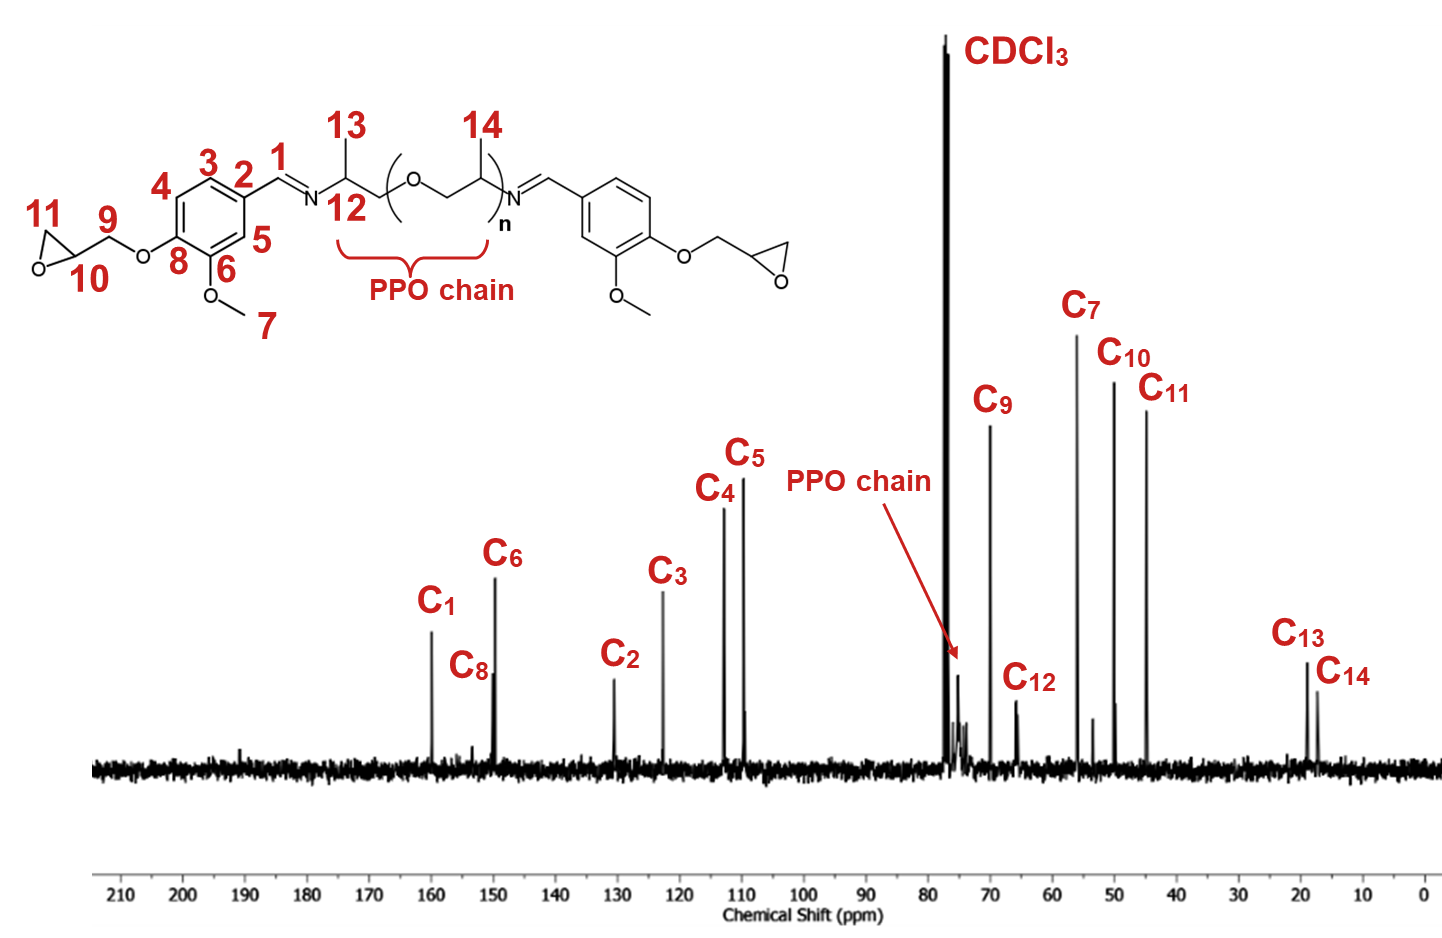 CDCl3
13
14
1
3
2
4
N
N
O
12
11
9
5
n
8
6
O
O
10
O
O
PPO chain
O
O
7
C7
C10
C11
C9
C5
PPO chain
C4
C6
C3
C1
C13
C2
C8
C14
C12
210 200 190 180 170 160 150 140 130 120 110 100 90 80 70 60 50 40 30 20 10 0
Chemical Shift (ppm)